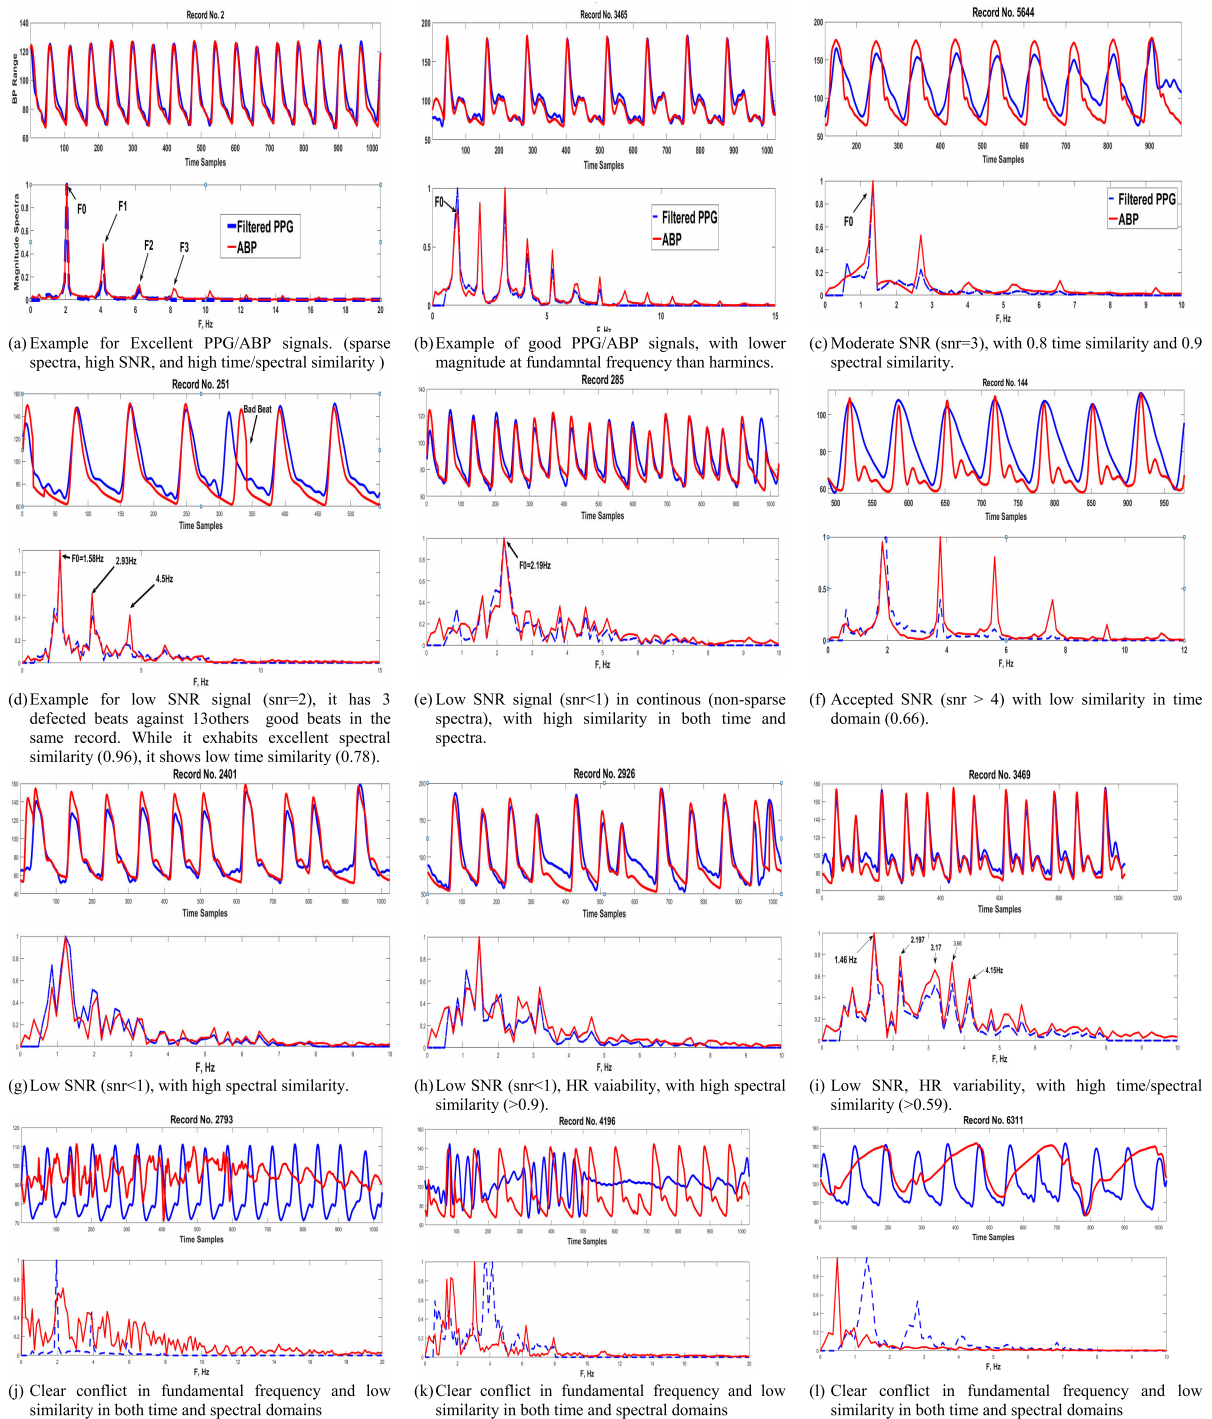 Record No. 2
BP Range
Time Samples
Magnitude Spectra
F0
F1
F2
F3
Filtered PPG
ABP
(a) Example for Excellent PPG/ABP signals. (sparse
spectra, high SNR, and high time/spectral similarity )
Record No. 3465
Time Samples
F0
Filtered PPG
ABP
F, Hz
(b) Example of good PPG/ABP signals, with lower
magnitude at fundamntal frequency than harmincs.
Record No. 5644
Time Samples
F0
Filtered PPG
ABP
F, Hz
(c) Moderate SNR (snr=3), with 0.8 time similarity and 0.9
spectral similarity.
Record No. 251
Bad Beat
Time Samples
F0=1.58Hz
2.93Hz
4.5Hz
F, Hz
(d) Example for low SNR signal (snr=2), it has 3
defected beats against 13others good beats in the
same record. While it exhabits excellent spectral
similarity (0.96), it shows low time similarity (0.78).
Record 285
Time Samples
F0=2.19Hz
F, Hz
(e) Low SNR signal (snr<1) in continous (non-sparse
spectra), with high similarity in both time and
spectra.
Record No. 144
Time Samples
F, Hz
(f) Accepted SNR (snr > 4) with low similarity in time
domain (0.66).
Record No. 2401
Time Samples
F, Hz
(g) Low SNR (snr<1), with high spectral similarity.
Record No. 2926
Time Samples
F, Hz
(h) Low SNR (snr<1), HR vaiability, with high spectral
similarity (>0.9).
Record No. 3469
Time Samples
1.46 Hz
2.197
3.17
3.66
4.15Hz
F, Hz
(i) Low SNR, HR variability, with high time/spectral
similarity (>0.59).
Record No. 2793
Time Samples
F, Hz
(j) Clear conflict in fundamental frequency and low
similarity in both time and spectral domains
Record No. 4196
Time Samples
F, Hz
(k) Clear conflict in fundamental frequency and low
similarity in both time and spectral domains
Record No. 6311
Time Samples
F, Hz
(l) Clear conflict in fundamental frequency and low
similarity in both time and spectral domains